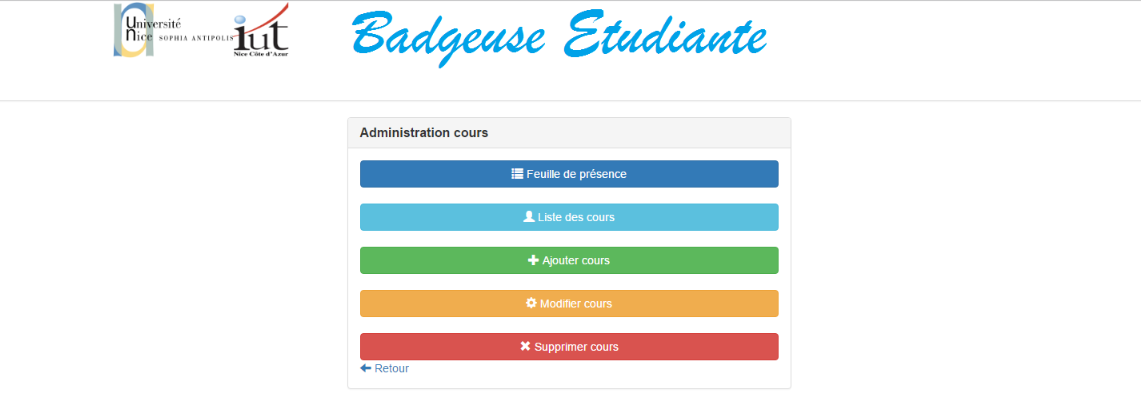 Université
Nice SOPHIA ANTIPOLIS
iut
Nice Côte d'Azur
Badgeuse Etudiante
Administration cours
Feuille de présence
Liste des cours
Ajouter cours
Modifier cours
Supprimer cours
Retour